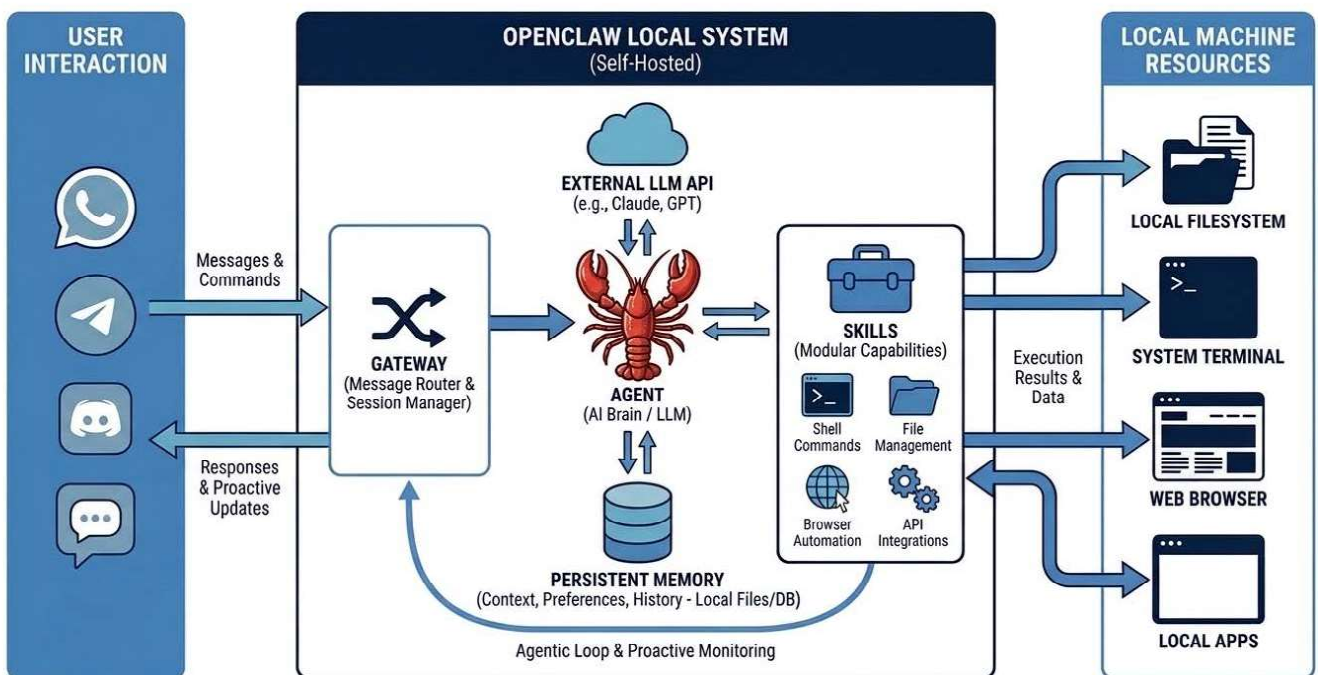 USER
INTERACTION
Messages &
Commands
Responses
& Proactive
Updates
OPENCLAW LOCAL SYSTEM
(Self-Hosted)
EXTERNAL LLM API
(e.g., Claude, GPT)
GATEWAY
(Message Router &
Session Manager)
AGENT
(AI Brain / LLM)
PERSISTENT MEMORY
(Context, Preferences, History - Local Files/DB)
Agentic Loop & Proactive Monitoring
SKILLS
(Modular Capabilities)
>_
Shell
Commands
File
Management
Browser
Automation
API
Integrations
Execution
Results &
Data
LOCAL MACHINE
RESOURCES
LOCAL FILESYSTEM
>_
SYSTEM TERMINAL
WEB BROWSER
LOCAL APPS